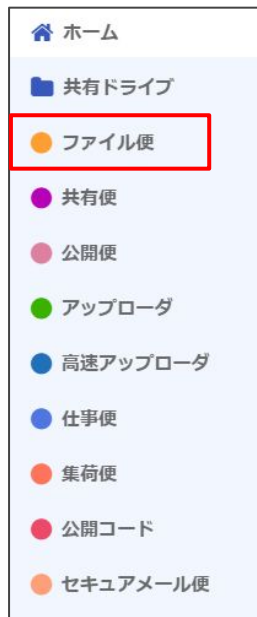 ホーム
共有ドライブ
ファイル便
共有便
公開便
アップローダ
高速アップローダ
仕事便
集荷便
公開コード
セキュアメール便